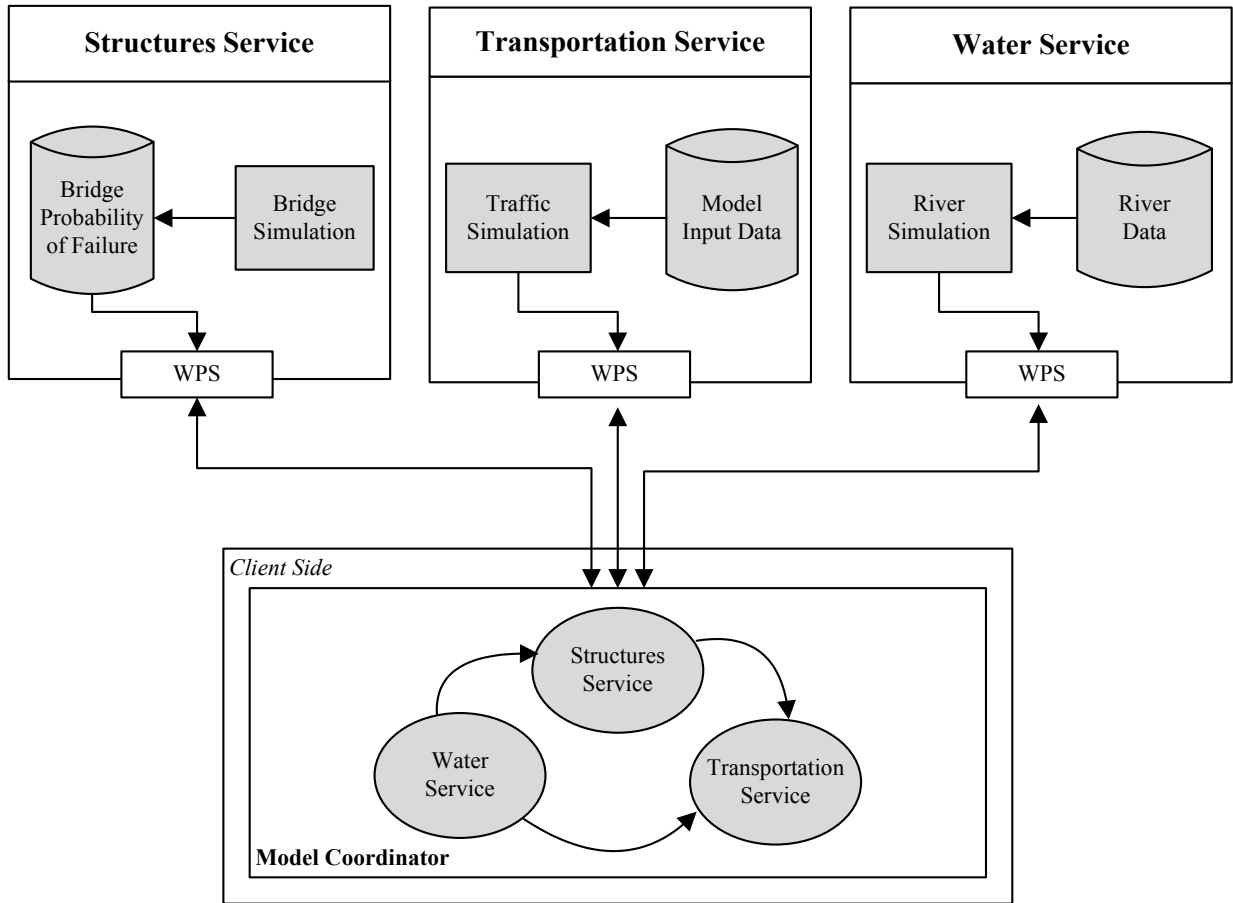 Structures Service
Transportation Service
Water Service
Bridge
Probability
of Failure
Bridge
Simulation
Traffic
Simulation
Model
Input Data
River
Simulation
River
Data
WPS
WPS
WPS
Client Side
Structures
Service
Water
Service
Transportation
Service
Model Coordinator